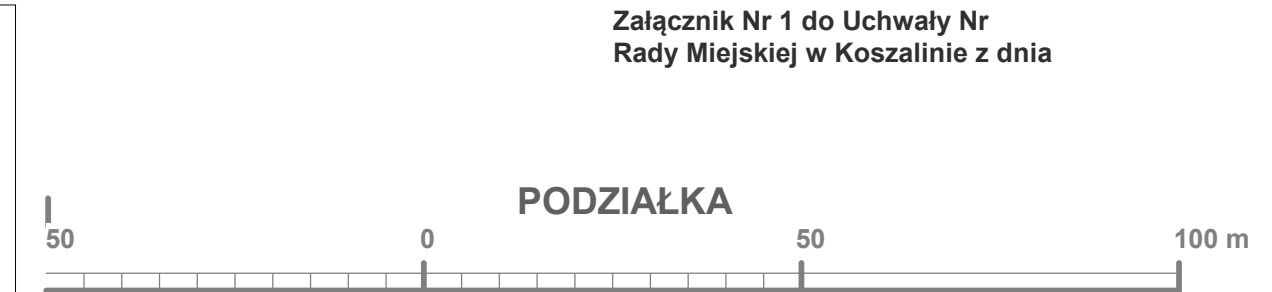 Załącznik Nr 1 do Uchwały Nr
Rady Miejskiej w Koszalinie z dnia
PODZIAŁKA
50 0 50 100 m